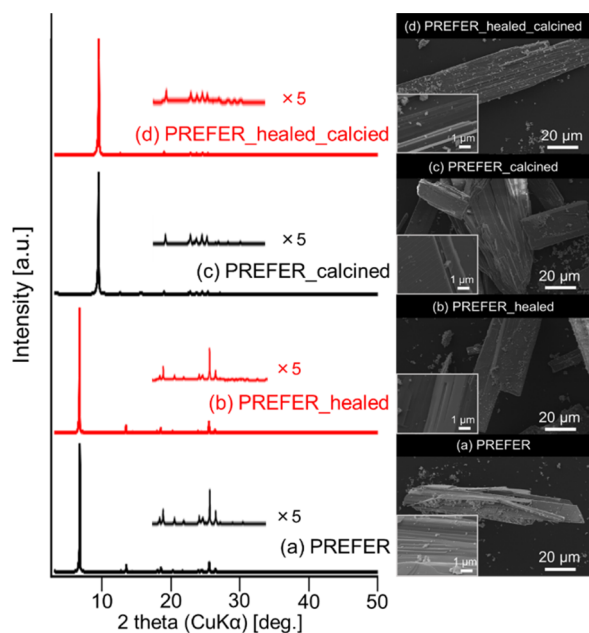 Intensity [a.u.]
×5
(d) PREFER_healed_calcied
×5
(c) PREFER_calcined
×5
(b) PREFER_healed
×5
(a) PREFER
10 20 30 40 50
2 theta (CuKα) [deg.]
(d) PREFER_healed_calcined
1 µm
20 µm
(c) PREFER_calcined
1 µm
20 µm
(b) PREFER_healed
1 µm
20 µm
(a) PREFER
1 µm
20 µm